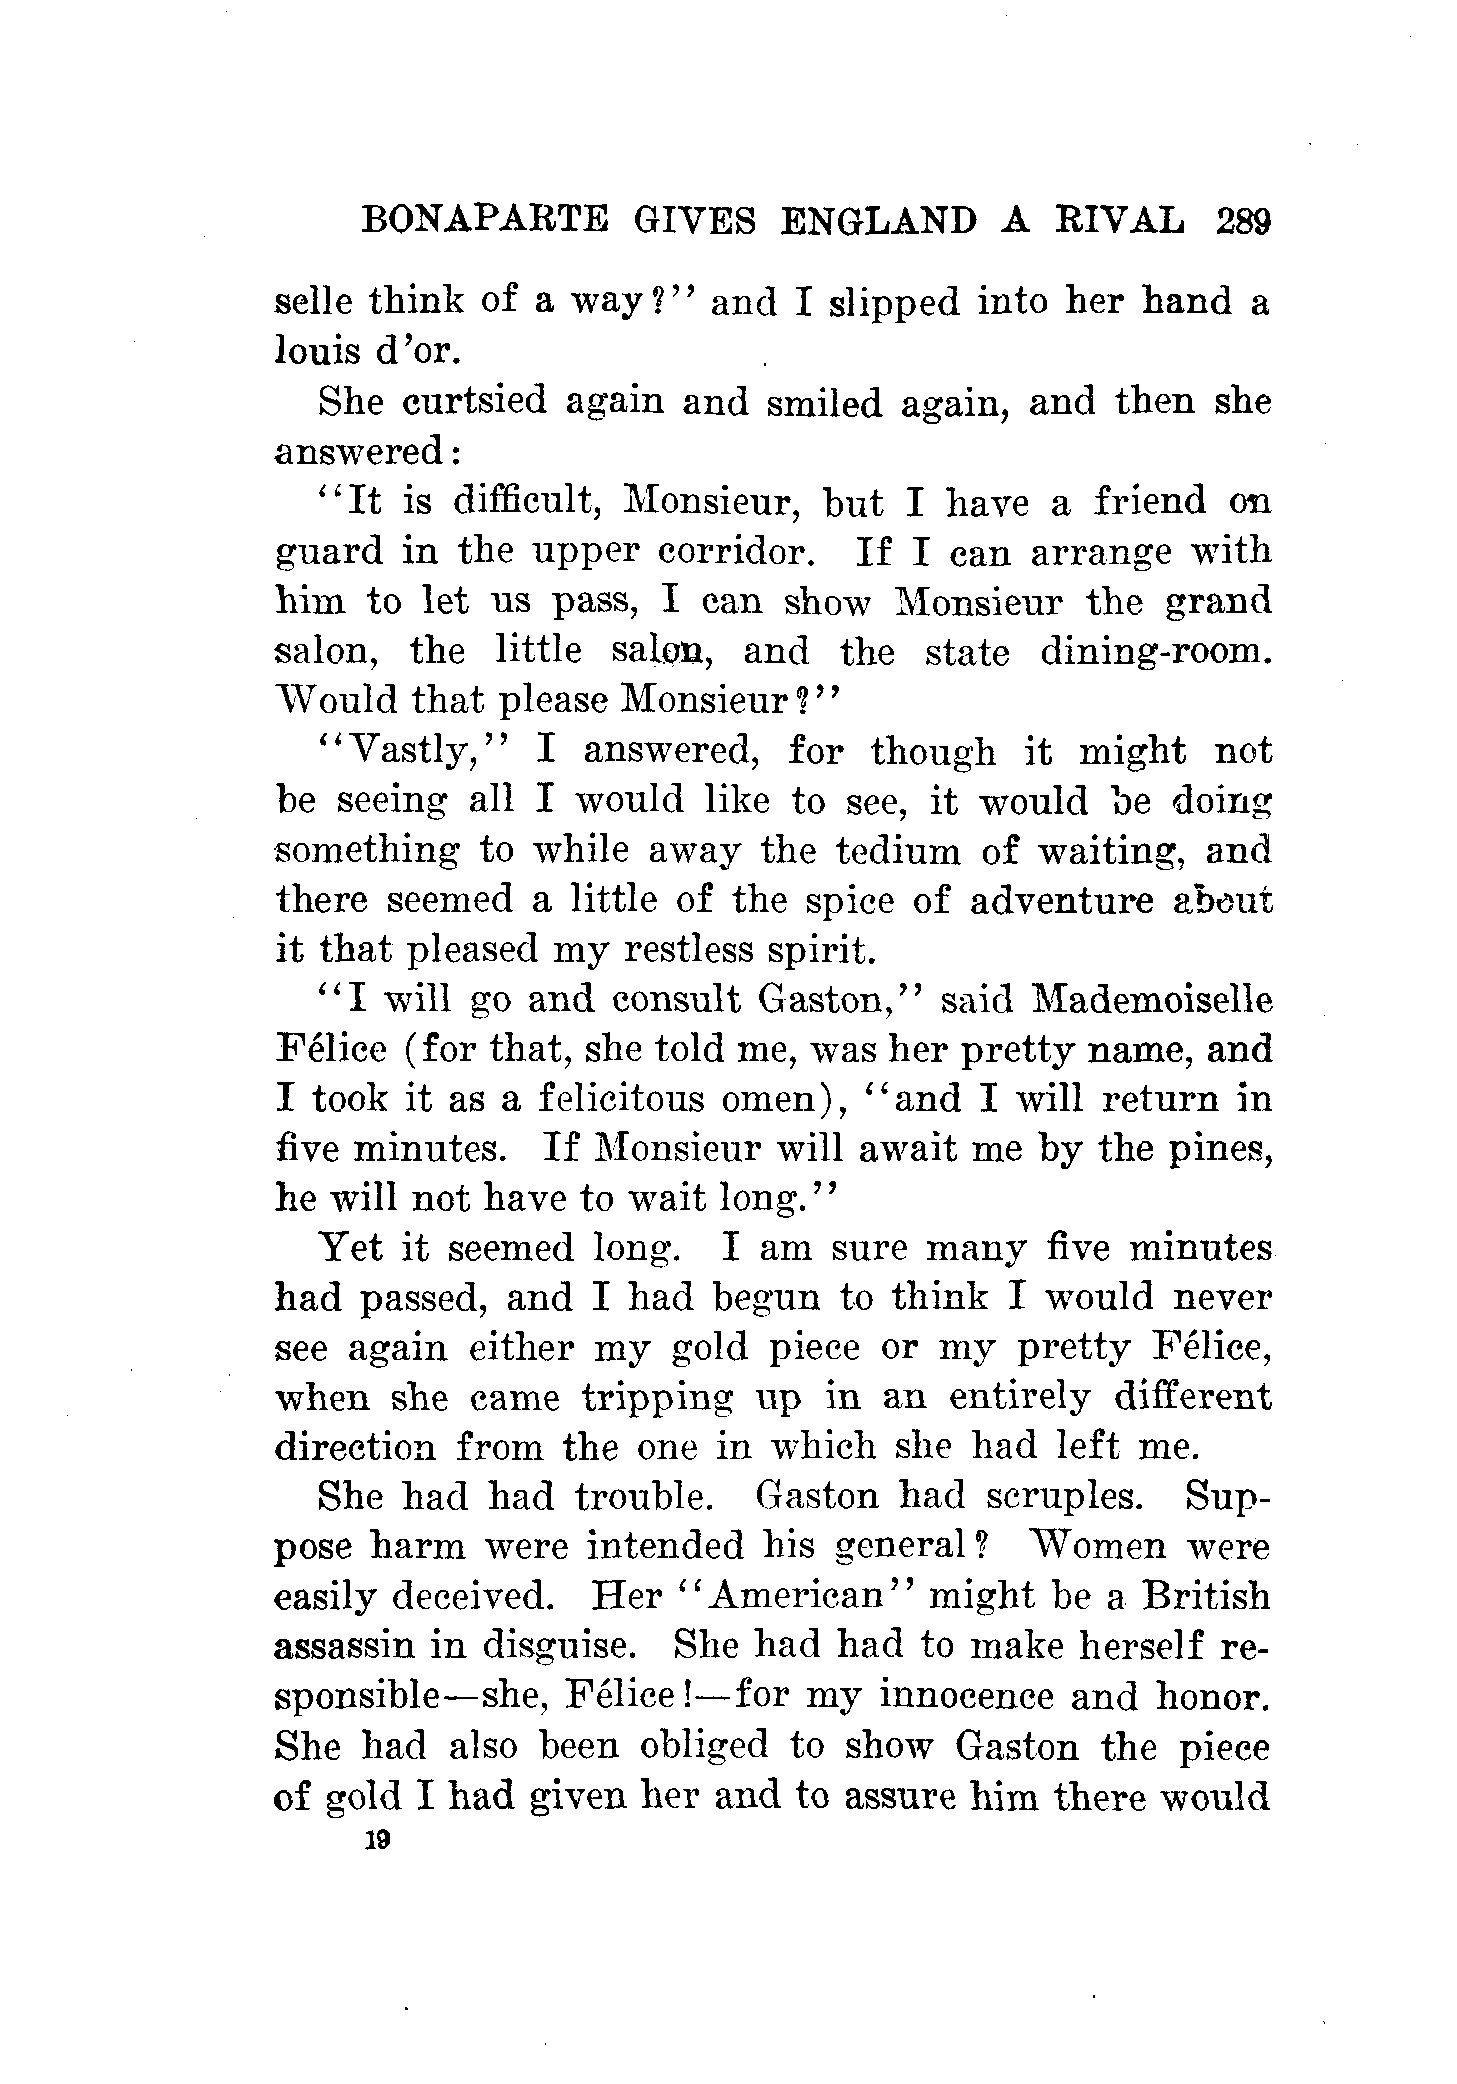 BONAPARTE GIVES ENGLAND A RIVAL 289
selle think of a way?" and I slipped into her hand a
louis d'or.
She curtsied again and smiled again, and then she
answered:
"It is difficult, Monsieur, but I have a friend on
guard in the upper corridor. If I can arrange with
him to let us pass, I can show Monsieur the grand
salon, the little salon, and the state dining-room.
Would that please Monsieur?"
"Vastly," I answered, for though it might not
be seeing all I would like to see, it would be doing
something to while away the tedium of waiting, and
there seemed a little of the spice of adventure about
it that pleased my restless spirit.
"I will go and consult Gaston," said Mademoiselle
Félice (for that, she told me, was her pretty name, and
I took it as a felicitous omen), "and I will return in
five minutes. If Monsieur will await me by the pines,
he will not have to wait long."
Yet it seemed long. I am sure many five minutes
had passed, and I had begun to think I would never
see again either my gold piece or my pretty Félice,
when she came tripping up in an entirely different
direction from the one in which she had left me.
She had had trouble. Gaston had scruples. Sup-
pose harm were intended his general? Women were
easily deceived. Her "American" might be a British
assassin in disguise. She had had to make herself re-
sponsible—she, Félice!—for my innocence and honor.
She had also been obliged to show Gaston the piece
of gold I had given her and to assure him there would
19